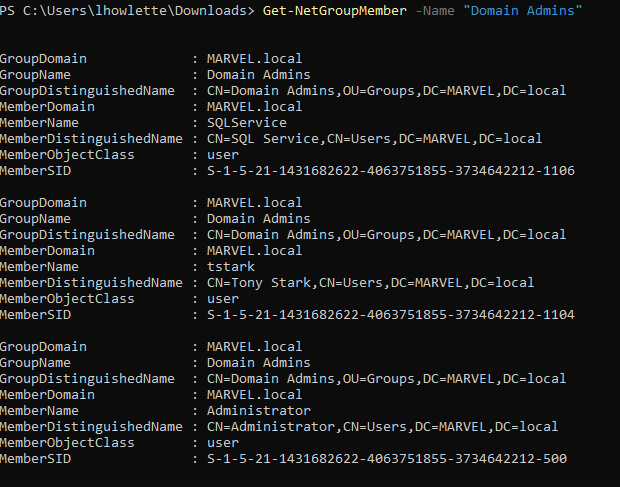 PS C:\Users\lhowlette\Downloads> Get-NetGroupMember -Name "Domain Admins"
GroupDomain : MARVEL.local
GroupName : Domain Admins
GroupDistinguishedName : CN=Domain Admins,OU=Groups,DC=MARVEL,DC=local
MemberDomain : MARVEL.local
MemberName : SQLService
MemberDistinguishedName : CN=SQL Service,CN=Users,DC=MARVEL,DC=local
MemberObjectClass : user
MemberSID : S-1-5-21-1431682622-4063751855-3734642212-1106
GroupDomain : MARVEL.local
GroupName : Domain Admins
GroupDistinguishedName : CN=Domain Admins,OU=Groups,DC=MARVEL,DC=local
MemberDomain : MARVEL.local
MemberName : tstark
MemberDistinguishedName : CN=Tony Stark,CN=Users,DC=MARVEL,DC=local
MemberObjectClass : user
MemberSID : S-1-5-21-1431682622-4063751855-3734642212-1104
GroupDomain : MARVEL.local
GroupName : Domain Admins
GroupDistinguishedName : CN=Domain Admins,OU=Groups,DC=MARVEL,DC=local
MemberDomain : MARVEL.local
MemberName : Administrator
MemberDistinguishedName : CN=Administrator,CN=Users,DC=MARVEL,DC=local
MemberObjectClass : user
MemberSID : S-1-5-21-1431682622-4063751855-3734642212-500